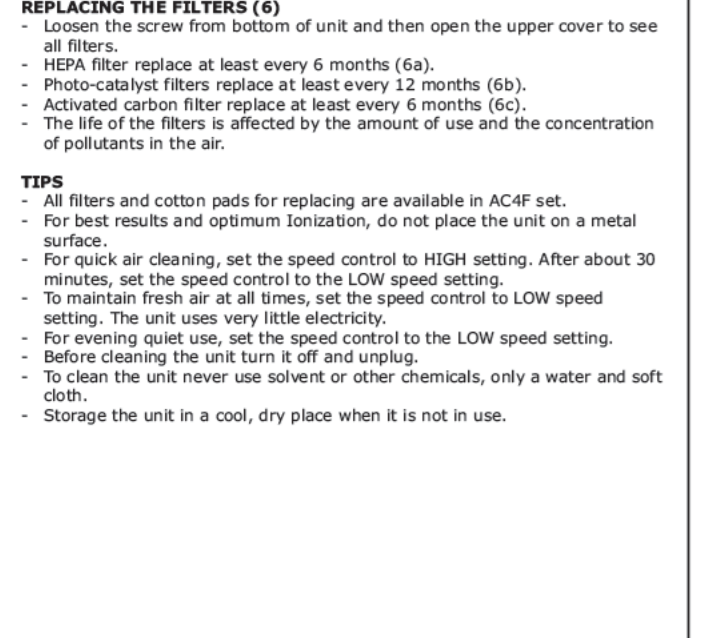 REPLACING THE FILTERS (6)
- Loosen the screw from bottom of unit and then open the upper cover to see
all filters.
- HEPA filter replace at least every 6 months (6a).
- Photo-catalyst filters replace at least every 12 months (6b).
- Activated carbon filter replace at least every 6 months (6c).
- The life of the filters is affected by the amount of use and the concentration
of pollutants in the air.
TIPS
- All filters and cotton pads for replacing are available in AC4F set.
- For best results and optimum Ionization, do not place the unit on a metal
surface.
- For quick air cleaning, set the speed control to HIGH setting. After about 30
minutes, set the speed control to the LOW speed setting.
- To maintain fresh air at all times, set the speed control to LOW speed
setting. The unit uses very little electricity.
- For evening quiet use, set the speed control to the LOW speed setting.
- Before cleaning the unit turn it off and unplug.
- To clean the unit never use solvent or other chemicals, only a water and soft
cloth.
- Storage the unit in a cool, dry place when it is not in use.